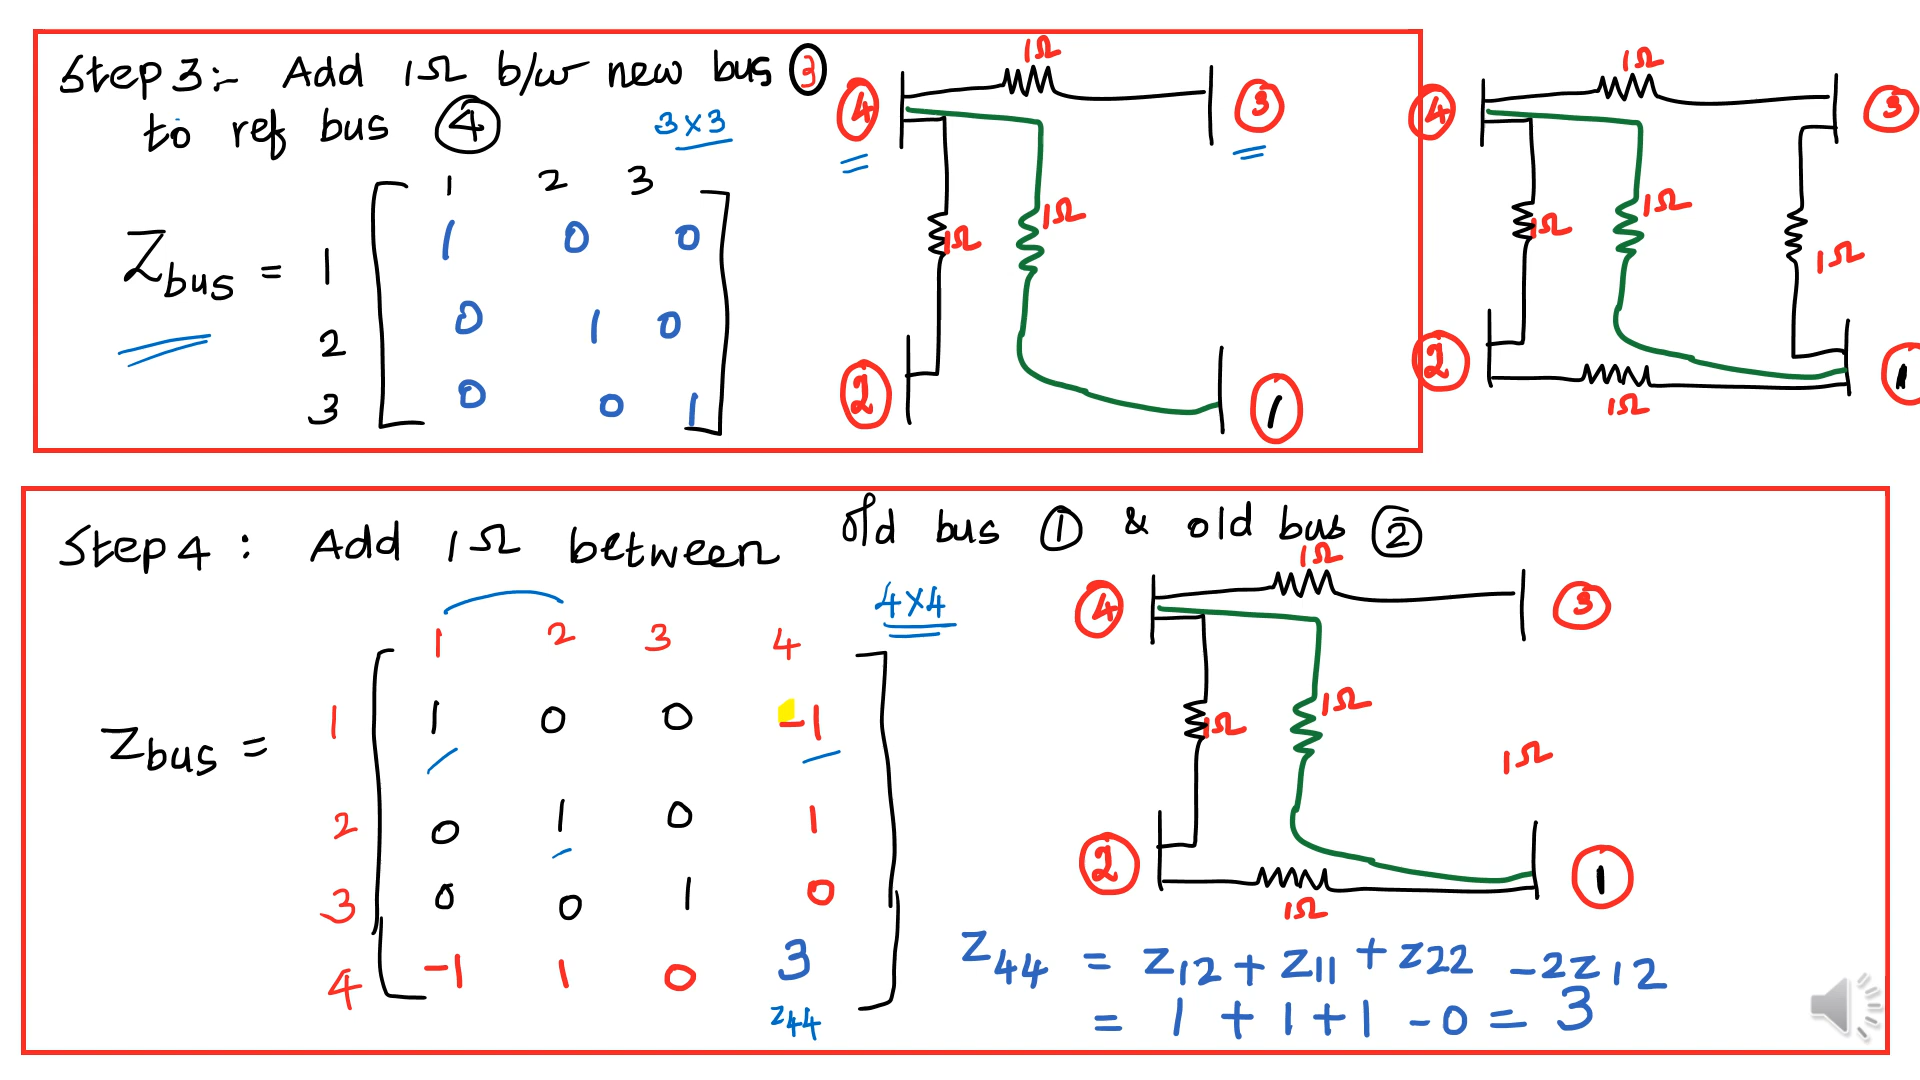 Step 3:- Add 1Ω b/w new bus 3
to ref bus 4
3×3
1 2 3
Zbus = 1 [ 1 0 0 ]
2 [ 0 1 0 ]
3 [ 0 0 1 ]
1Ω
4
3
1Ω
1Ω
2
1
1Ω
4
3
1Ω
1Ω
1Ω
2
1
1Ω
Step 4 : Add 1Ω between old bus 1 & old bus 2
4×4
1 2 3 4
Zbus =
1 [ 1 0 0 -1 ]
2 [ 0 1 0 1 ]
3 [ 0 0 1 0 ]
4 [ -1 1 0 3 ]
Z44
1Ω
4
3
1Ω
1Ω
1Ω
2
1
1Ω
Z44 = Z12 + Z11 + Z22 - 2Z12
= 1 + 1 + 1 - 0 = 3